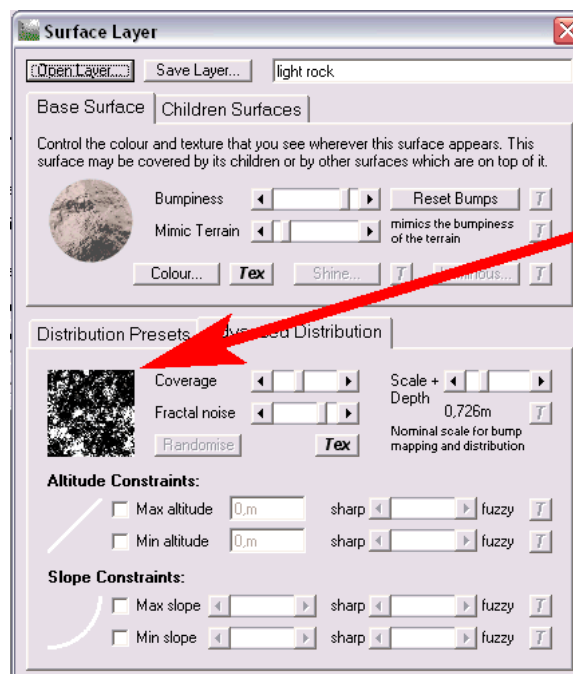 Surface Layer
Open Layer... Save Layer... light rock
Base Surface Children Surfaces
Control the colour and texture that you see wherever this surface appears. This
surface may be covered by its children or by other surfaces which are on top of it.
Bumpiness Reset Bumps T
Mimic Terrain mimics the bumpiness
of the terrain T
Colour... Tex Shine... T Luminous... T
Distribution Presets Advanced Distribution
Coverage Scale +
Depth
Fractal noise 0,726m T
Randomise Tex Nominal scale for bump
mapping and distribution
Altitude Constraints:
Max altitude 0,m sharp fuzzy T
Min altitude 0,m sharp fuzzy T
Slope Constraints:
Max slope sharp fuzzy T
Min slope sharp fuzzy T